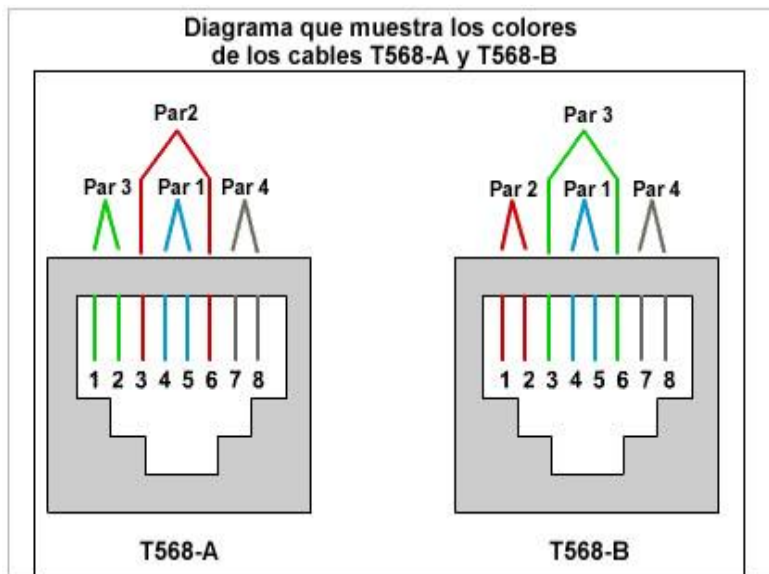 Diagrama que muestra los colores
de los cables T568-A y T568-B
Par2
Par 3 Par 1 Par 4
1 2 3 4 5 6 7 8
T568-A
Par 3
Par 2 Par 1 Par 4
1 2 3 4 5 6 7 8
T568-B